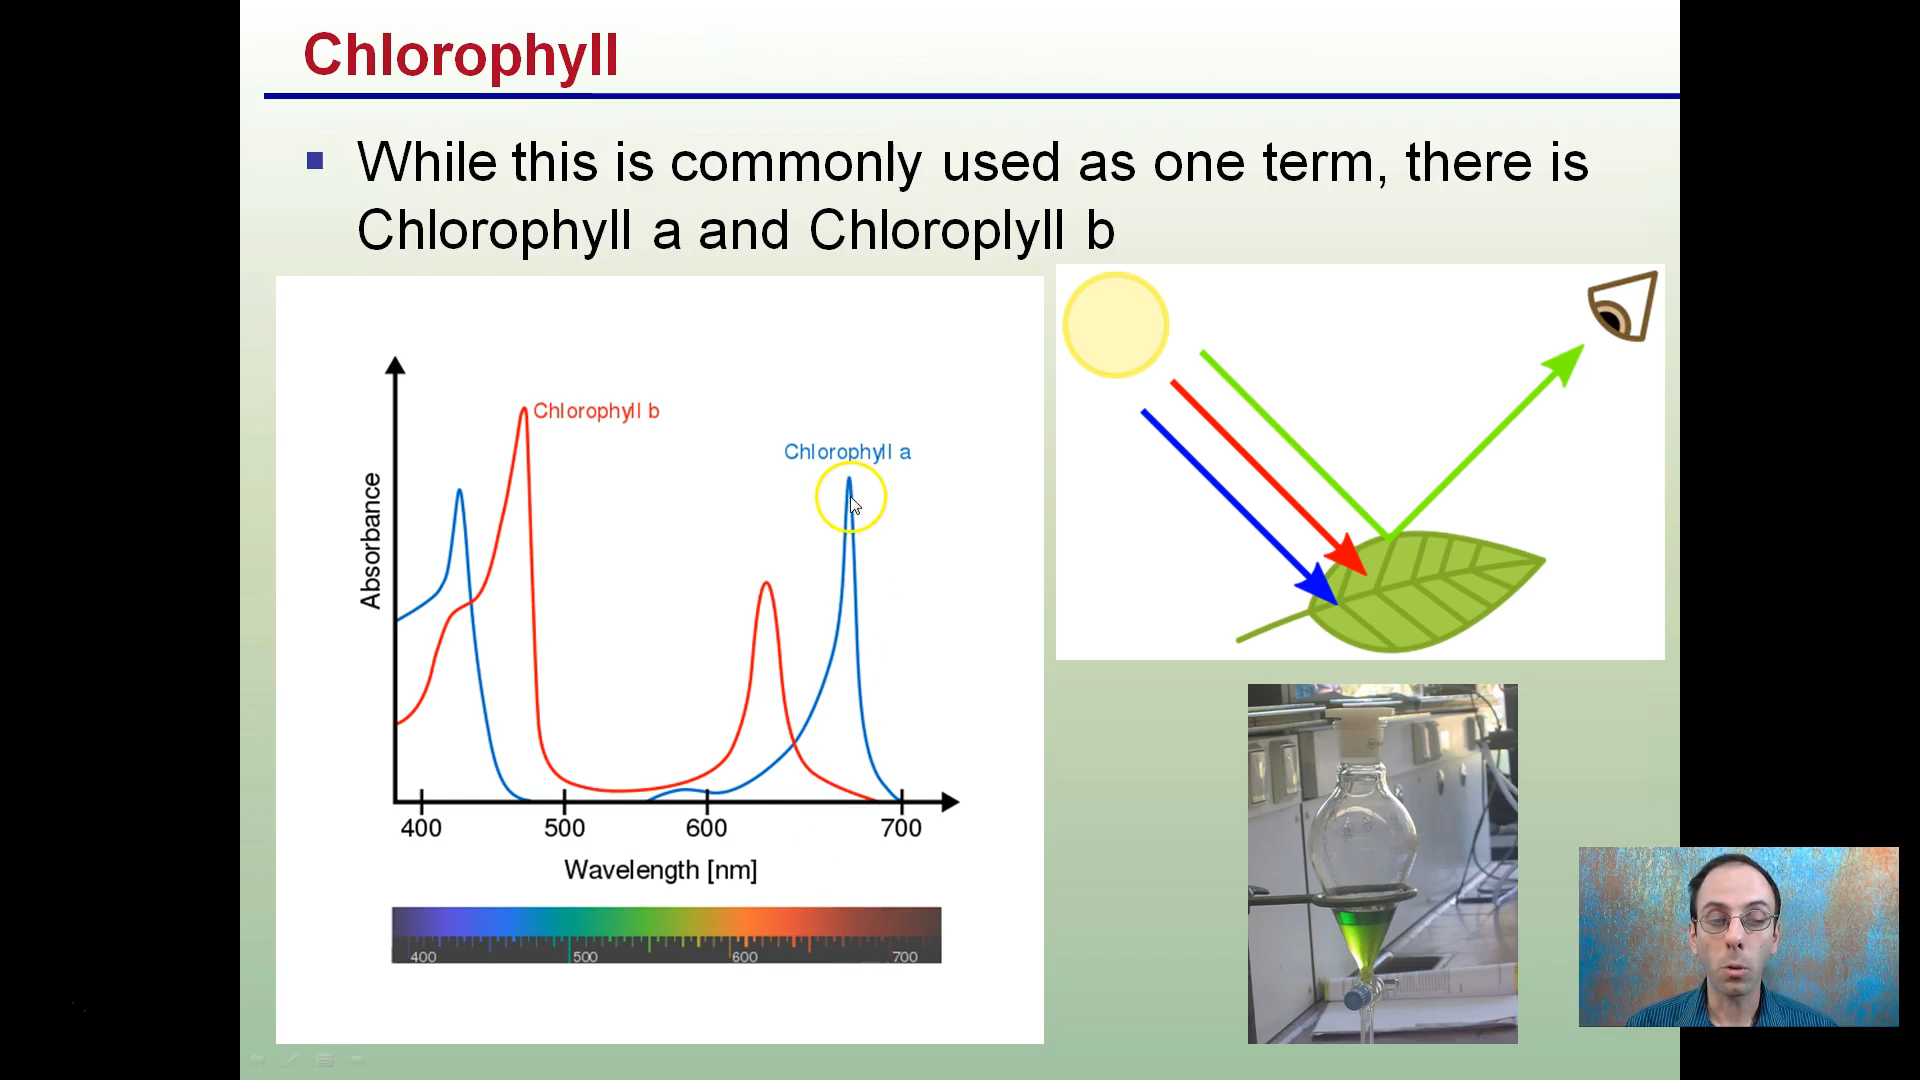 Chlorophyll
While this is commonly used as one term, there is
Chlorophyll a and Chloroplyll b
Chlorophyll b
Chlorophyll a
Absorbance
400 500 600 700
Wavelength [nm]
400 500 600 700